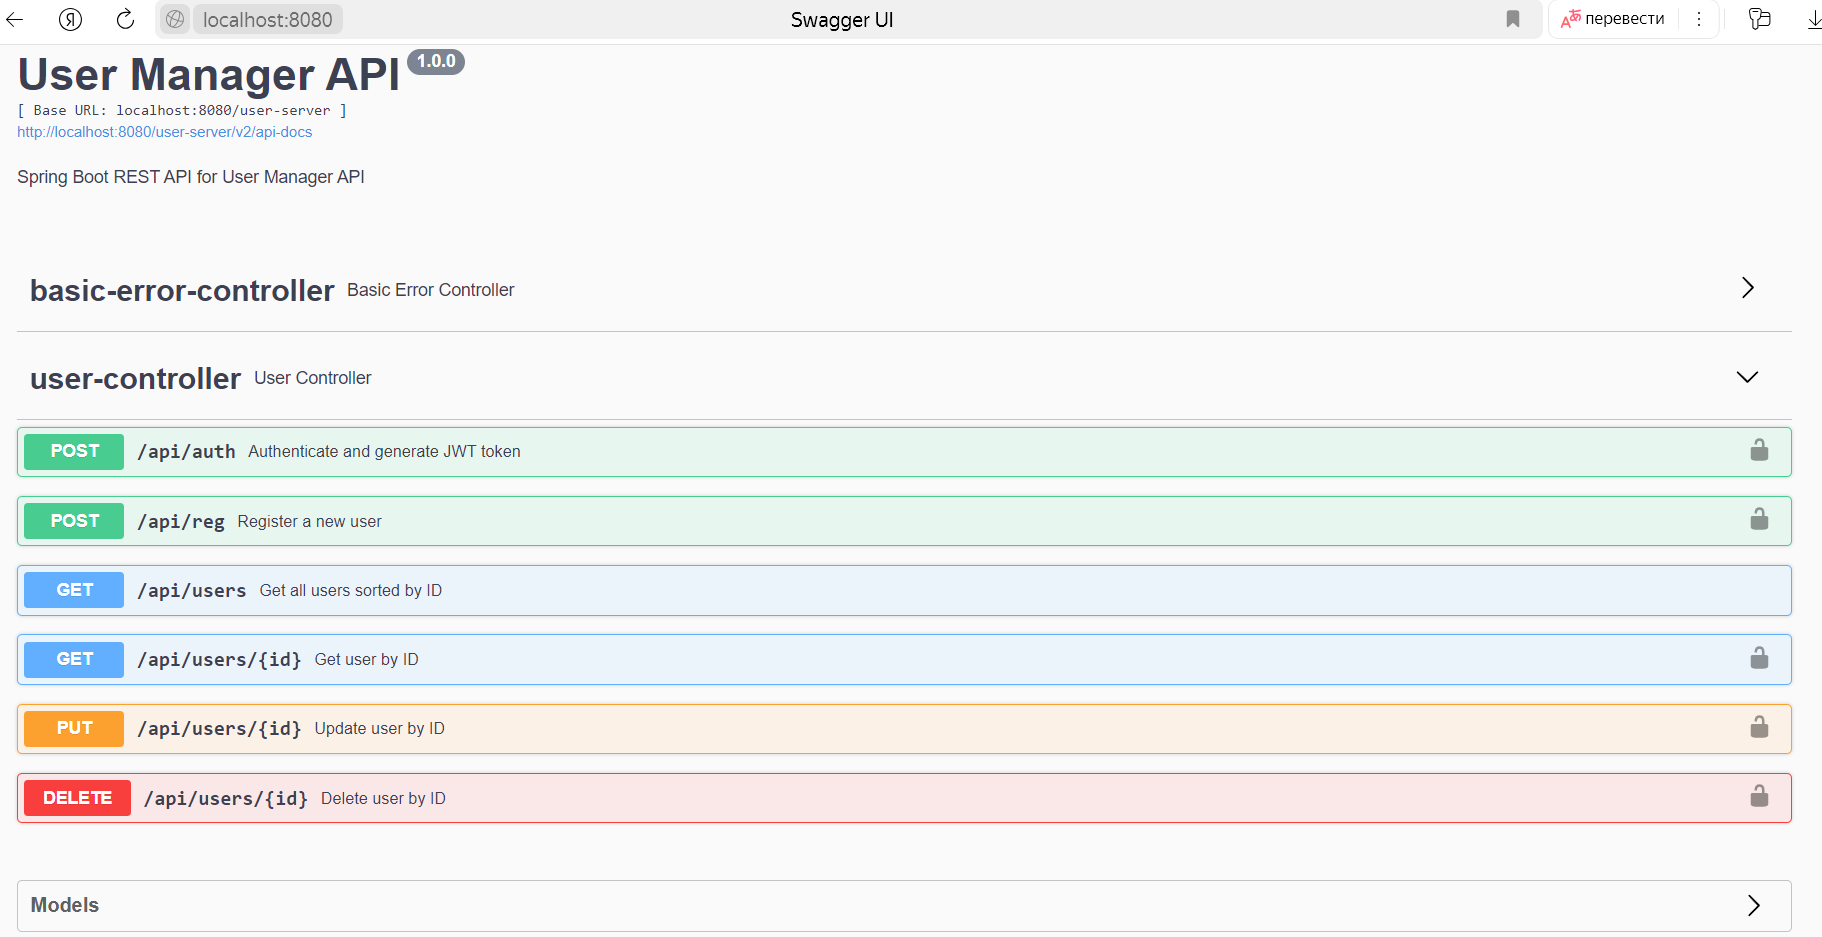 Я localhost:8080 Swagger UI Aあ перевести
User Manager API 1.0.0
[ Base URL: localhost:8080/user-server ]
http://localhost:8080/user-server/v2/api-docs
Spring Boot REST API for User Manager API
basic-error-controller Basic Error Controller
user-controller User Controller
POST /api/auth Authenticate and generate JWT token
POST /api/reg Register a new user
GET /api/users Get all users sorted by ID
GET /api/users/{id} Get user by ID
PUT /api/users/{id} Update user by ID
DELETE /api/users/{id} Delete user by ID
Models